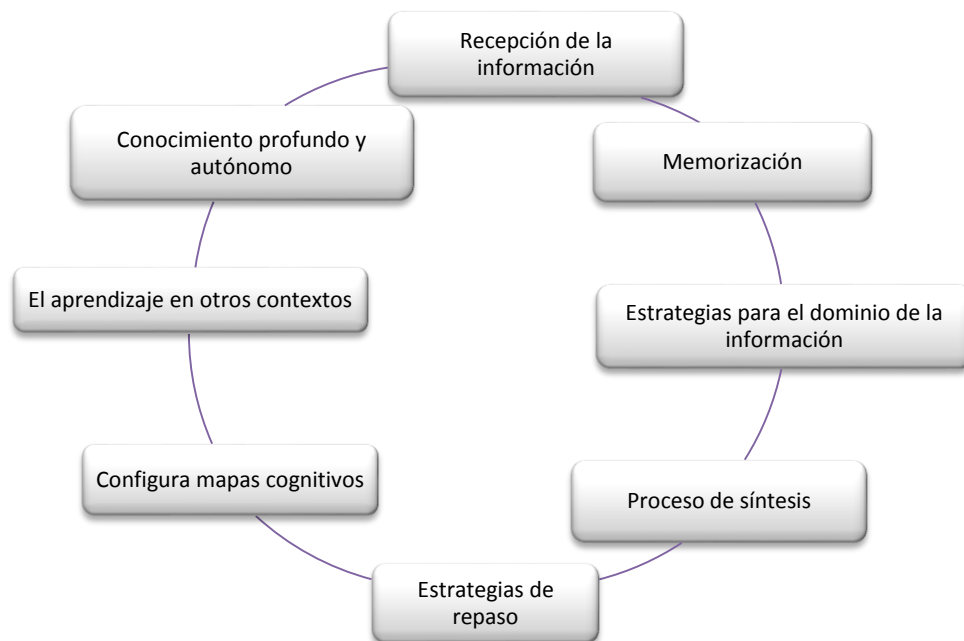 Recepción de la
información
Memorización
Estrategias para el dominio de la
información
Proceso de síntesis
Estrategias de
repaso
Configura mapas cognitivos
El aprendizaje en otros contextos
Conocimiento profundo y
autónomo